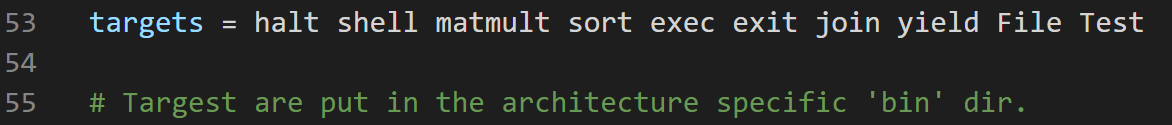 53 targets = halt shell matmult sort exec exit join yield File Test
54
55 # Targest are put in the architecture specific 'bin' dir.